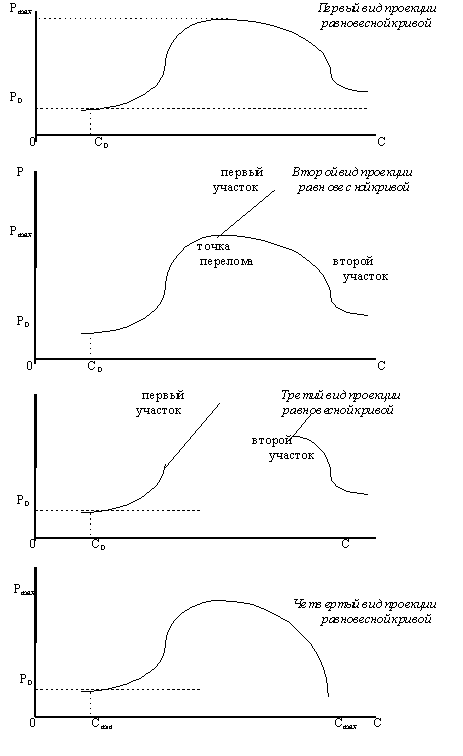 Pmax
Первый вид проекции
равновесной кривой
PD
0
CD
C
P
первый
участок
Второй вид проекции
равновесной кривой
Pmax
точка
перелома
второй
участок
PD
0
CD
C
первый
участок
Третий вид проекции
равновесной кривой
второй
участок
PD
0
CD
C
Pmax
Четвертый вид проекции
равновесной кривой
PD
0
Cmax
C